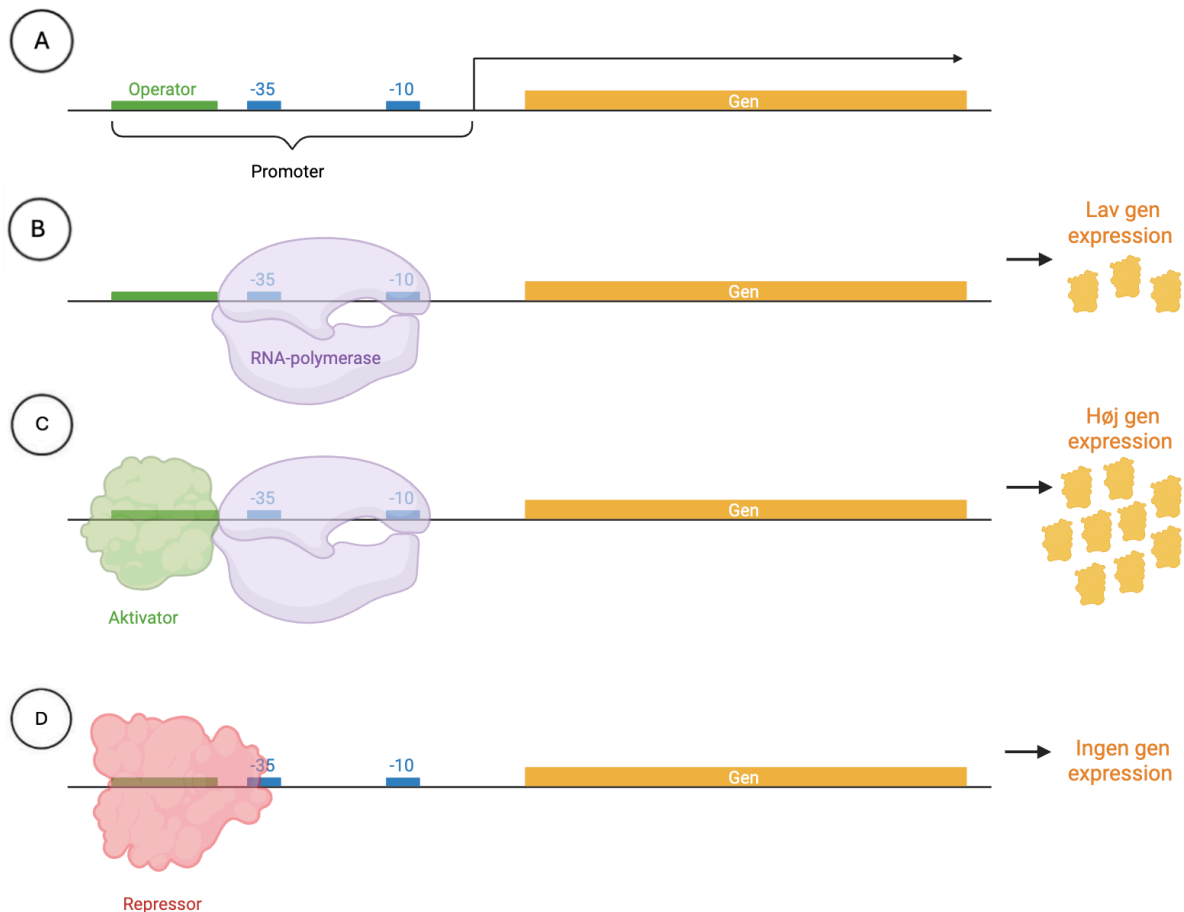 A
Operator
-35
-10
Gen
Promoter
B
-35
-10
Gen
RNA-polymerase
Lav gen
expression
C
-35
-10
Gen
Aktivator
Høj gen
expression
D
-35
-10
Gen
Repressor
Ingen gen
expression